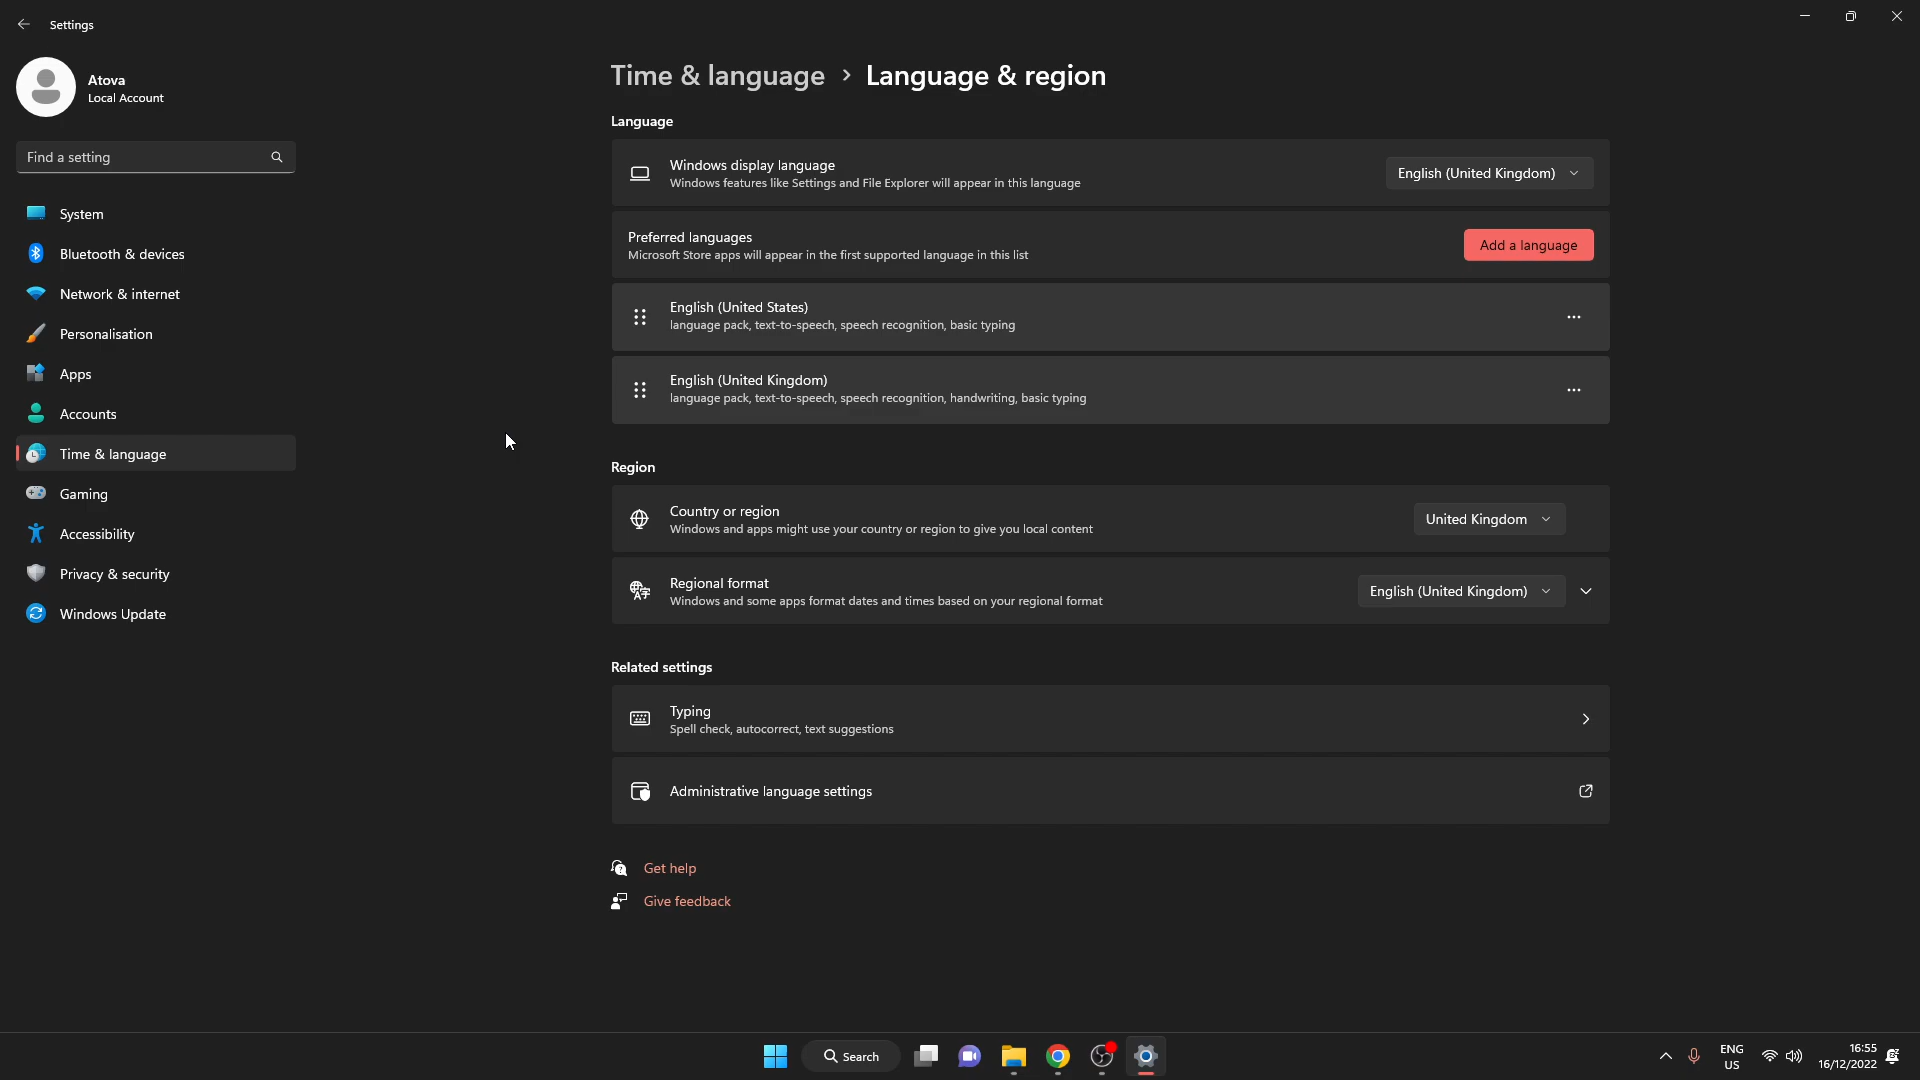 Settings
Atova
Local Account
Find a setting
System
Bluetooth & devices
Network & internet
Personalisation
Apps
Accounts
Time & language
Gaming
Accessibility
Privacy & security
Windows Update
Time & language > Language & region
Language
Windows display language
Windows features like Settings and File Explorer will appear in this language
English (United Kingdom)
Preferred languages
Microsoft Store apps will appear in the first supported language in this list
Add a language
English (United States)
language pack, text-to-speech, speech recognition, basic typing
English (United Kingdom)
language pack, text-to-speech, speech recognition, handwriting, basic typing
Region
Country or region
Windows and apps might use your country or region to give you local content
United Kingdom
Regional format
Windows and some apps format dates and times based on your regional format
English (United Kingdom)
Related settings
Typing
Spell check, autocorrect, text suggestions
Administrative language settings
Get help
Give feedback
Search
ENG
US
16:55
16/12/2022